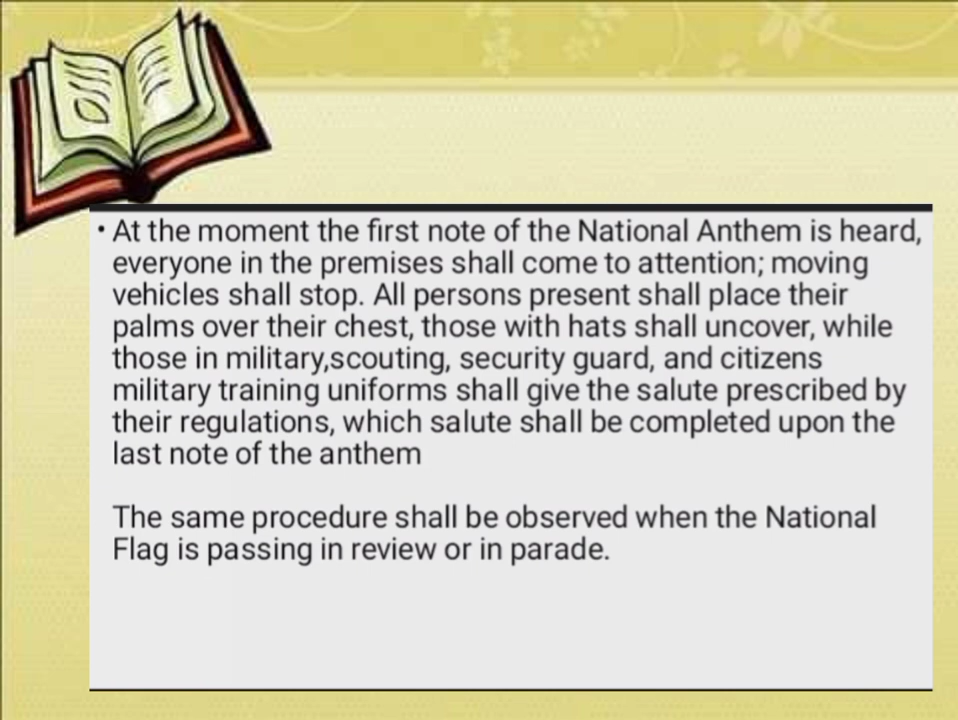 • At the moment the first note of the National Anthem is heard,
everyone in the premises shall come to attention; moving
vehicles shall stop. All persons present shall place their
palms over their chest, those with hats shall uncover, while
those in military,scouting, security guard, and citizens
military training uniforms shall give the salute prescribed by
their regulations, which salute shall be completed upon the
last note of the anthem
The same procedure shall be observed when the National
Flag is passing in review or in parade.